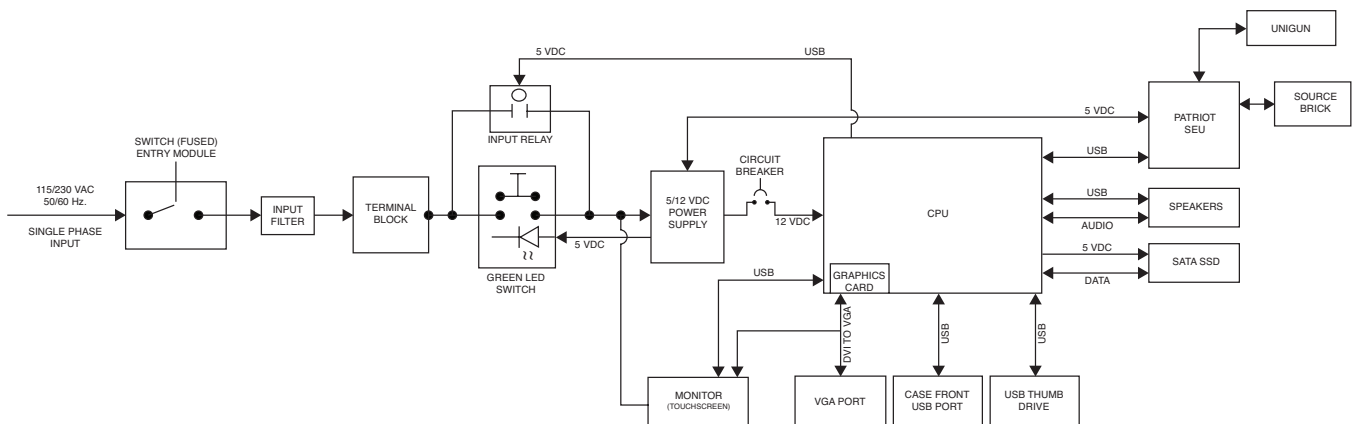 5 VDC
USB
UNIGUN
INPUT RELAY
5 VDC
PATRIOT
SEU
SOURCE
BRICK
SWITCH (FUSED)
ENTRY MODULE
115/230 VAC
50/60 Hz.
SINGLE PHASE
INPUT
INPUT
FILTER
TERMINAL
BLOCK
5 VDC
GREEN LED
SWITCH
5/12 VDC
POWER
SUPPLY
CIRCUIT
BREAKER
12 VDC
CPU
USB
USB
AUDIO
SPEAKERS
5 VDC
DATA
SATA SSD
USB
GRAPHICS
CARD
DVI TO VGA
USB
USB
MONITOR
(TOUCHSCREEN)
VGA PORT
CASE FRONT
USB PORT
USB THUMB
DRIVE